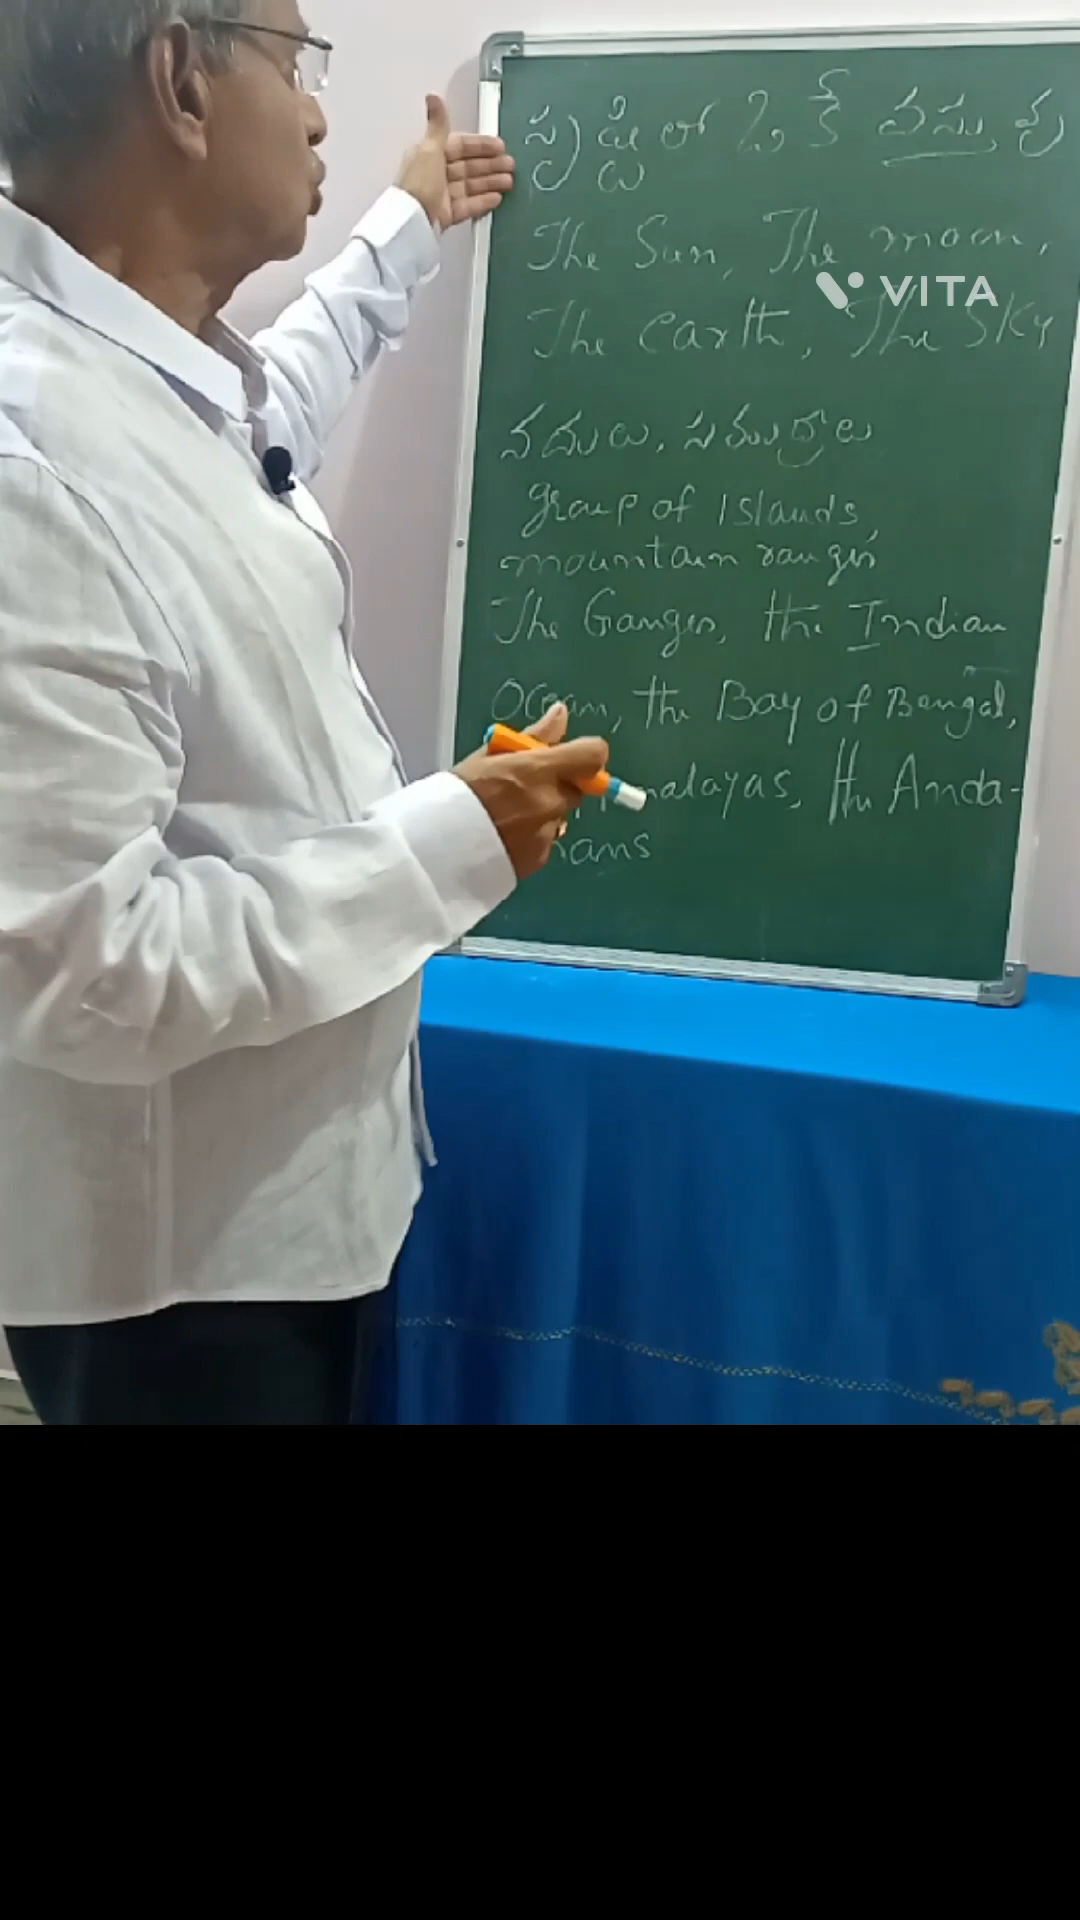 సృష్టిలో ఒకే వస్తువు
The Sun, The moon,
VITA
The earth, The Sky
నదులు, సముద్రాలు
group of Islands,
mountain ranges
The Ganges, the Indian
Ocean, the Bay of Bengal,
malayas, the Anda-
mans